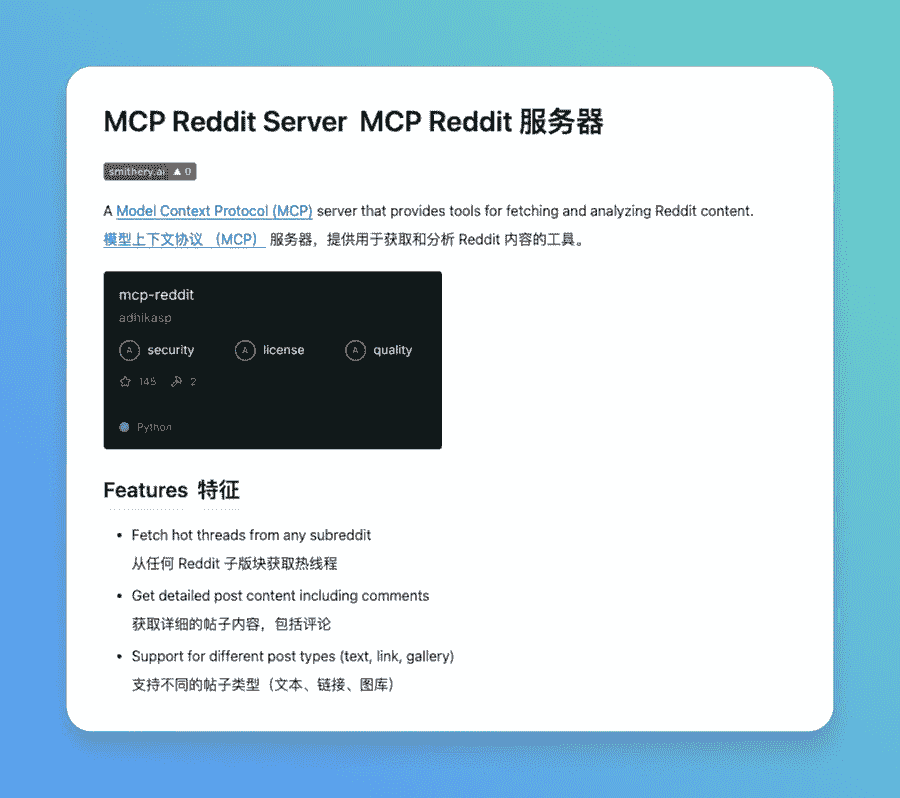 MCP Reddit Server MCP Reddit 服务器
smithery.ai ▲ 0
A Model Context Protocol (MCP) server that provides tools for fetching and analyzing Reddit content.
模型上下文协议 （MCP） 服务器，提供用于获取和分析 Reddit 内容的工具。
mcp-reddit
adhikasp
A security A license A quality
145 2
Python
Features 特征
• Fetch hot threads from any subreddit
从任何 Reddit 子版块获取热线程
• Get detailed post content including comments
获取详细的帖子内容，包括评论
• Support for different post types (text, link, gallery)
支持不同的帖子类型（文本、链接、图库）